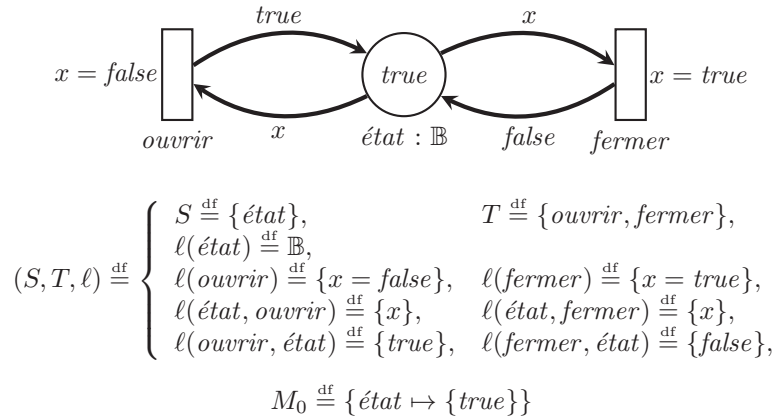 true x
x = false true x = true
ouvrir x état : 𝔹 false fermer
(S, T, ℓ) ≝ { S ≝ {état}, T ≝ {ouvrir, fermer},
ℓ(état) ≝ 𝔹,
ℓ(ouvrir) ≝ {x = false}, ℓ(fermer) ≝ {x = true},
ℓ(état, ouvrir) ≝ {x}, ℓ(état, fermer) ≝ {x},
ℓ(ouvrir, état) ≝ {true}, ℓ(fermer, état) ≝ {false},
M₀ ≝ {état ↦ {true}}